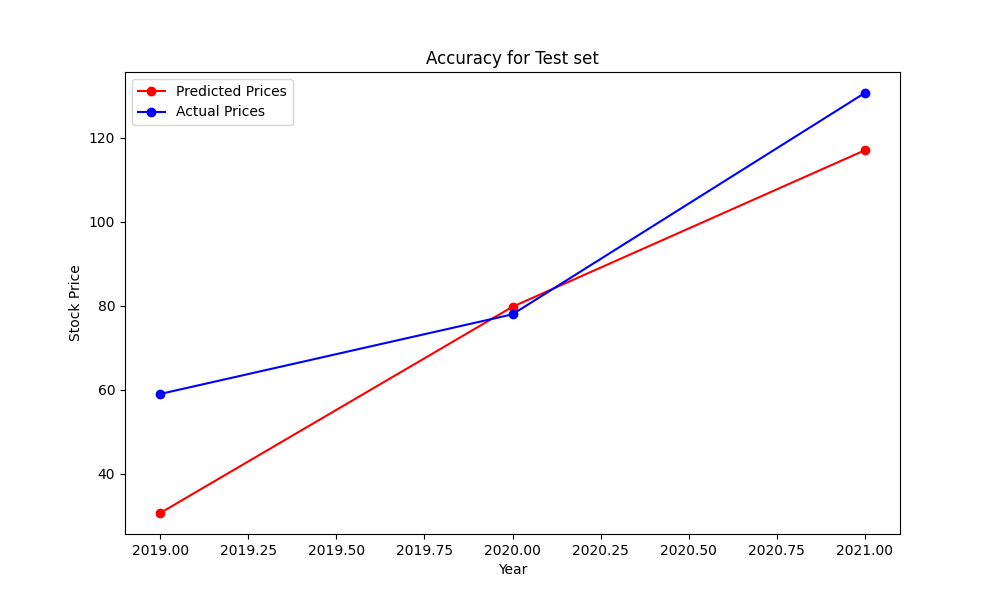 Accuracy for Test set
Predicted Prices
Actual Prices
120
100
80
60
40
Stock Price
2019.00 2019.25 2019.50 2019.75 2020.00 2020.25 2020.50 2020.75 2021.00
Year